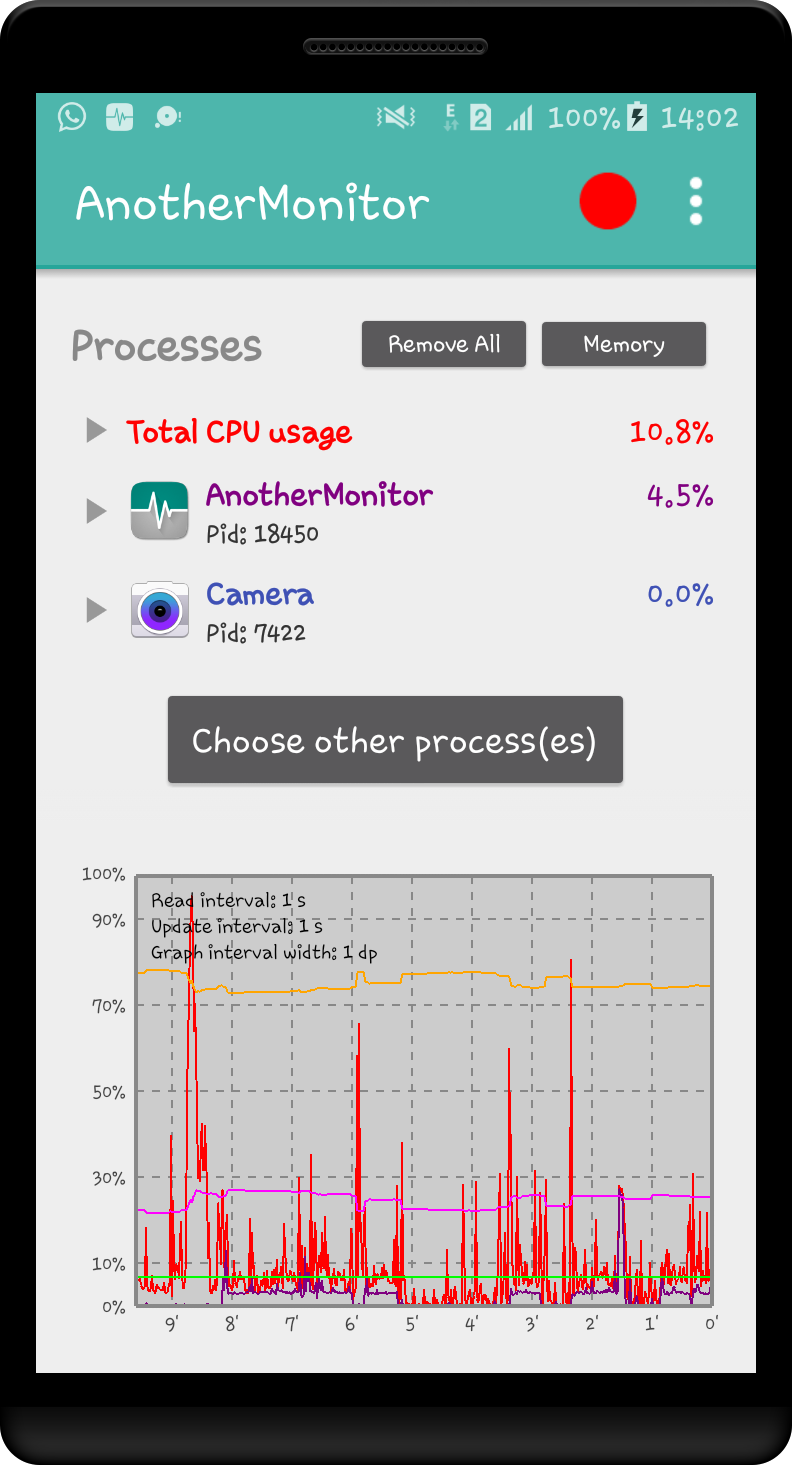 E 2 100% 14:02
AnotherMonitor
Processes Remove All Memory
Total CPU usage 10.8%
AnotherMonitor 4.5%
Pid: 18450
Camera 0.0%
Pid: 7422
Choose other process(es)
100%
Read interval: 1 s
90%
Update interval: 1 s
Graph interval width: 1 dp
70%
50%
30%
10%
0%
9' 8' 7' 6' 5' 4' 3' 2' 1' 0'